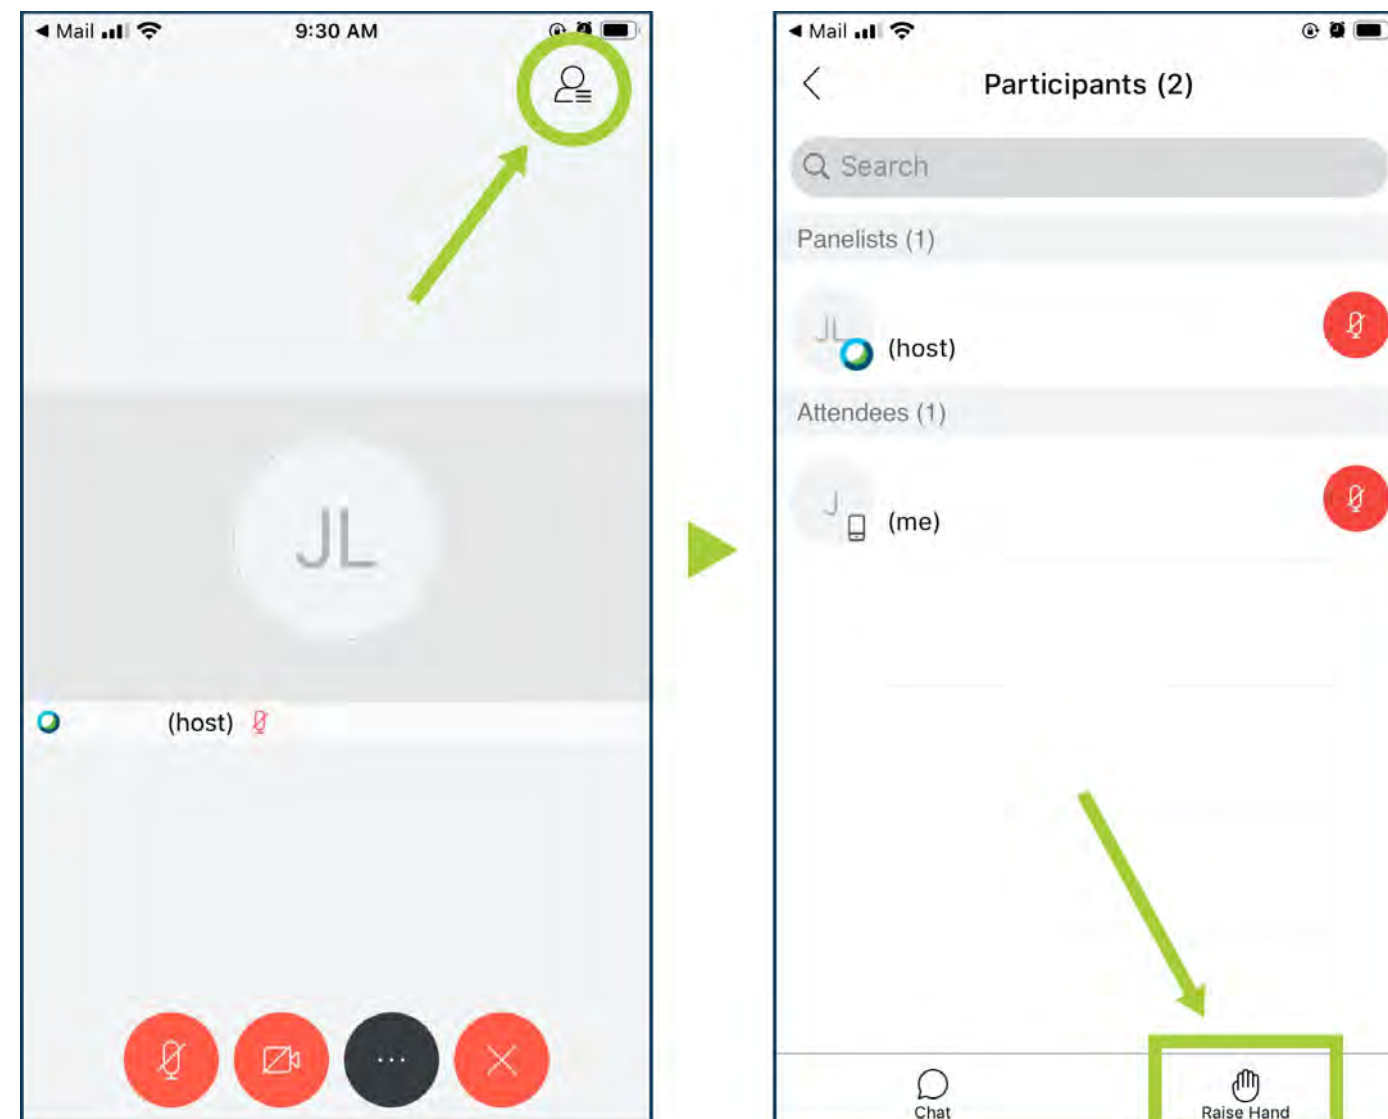 Mail 9:30 AM
JL
(host)
Mail
Participants (2)
Search
Panelists (1)
JL (host)
Attendees (1)
J (me)
Chat
Raise Hand